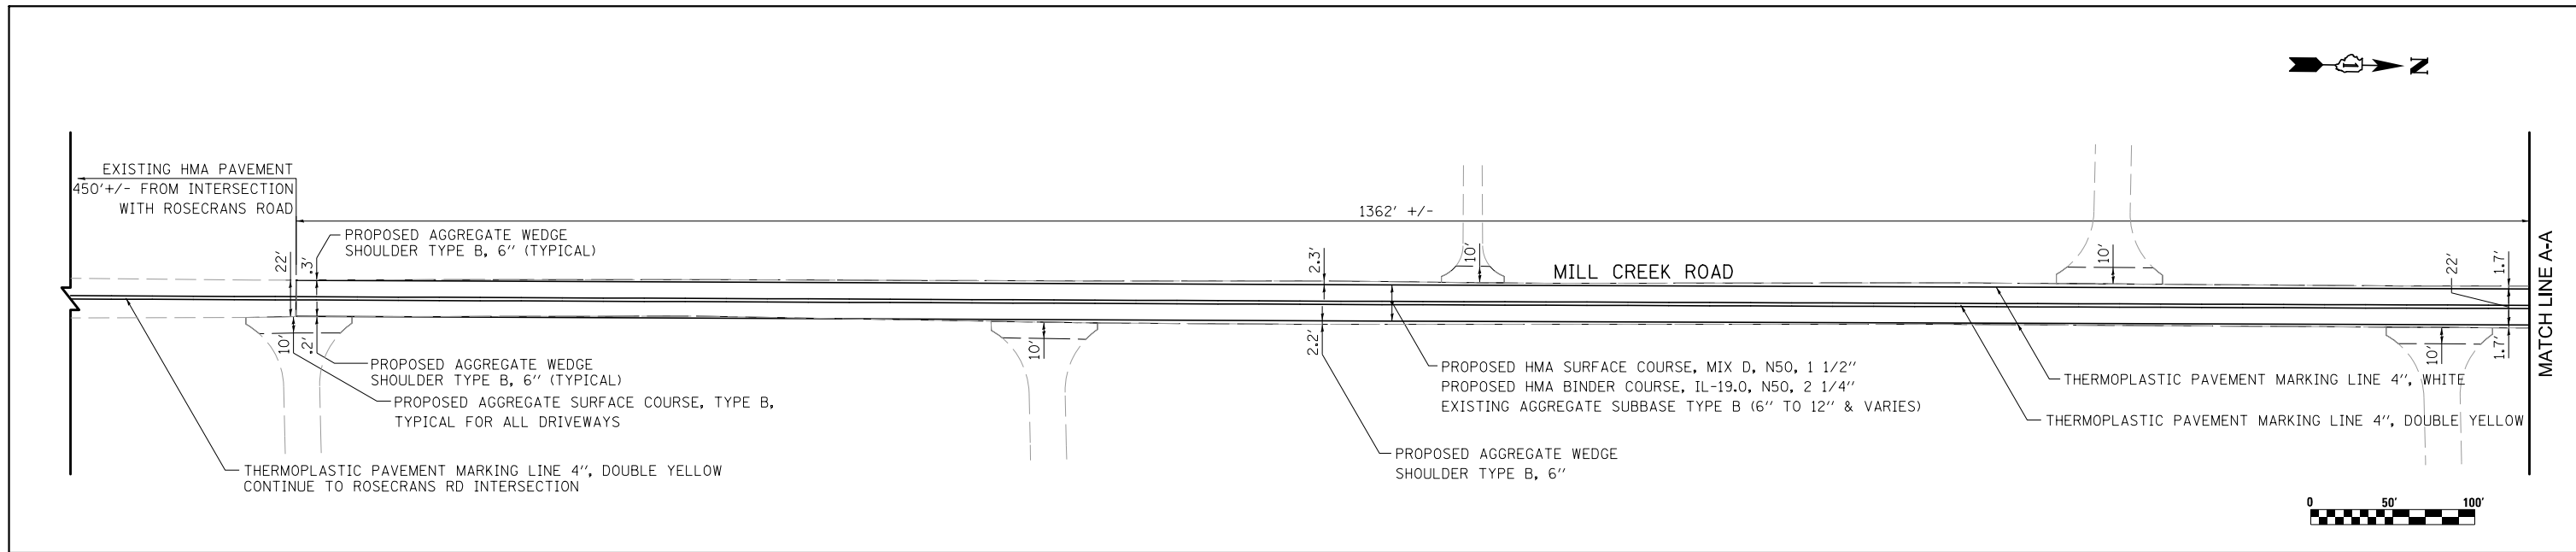 N
EXISTING HMA PAVEMENT
450'+/- FROM INTERSECTION
WITH ROSECRANS ROAD
1362' +/-
PROPOSED AGGREGATE WEDGE
SHOULDER TYPE B, 6" (TYPICAL)
22'
.3'
2.3'
10'
MILL CREEK ROAD
10'
22'
1.7'
MATCH LINE A-A
10'
.2'
10'
2.2'
10'
1.7'
PROPOSED AGGREGATE WEDGE
SHOULDER TYPE B, 6" (TYPICAL)
PROPOSED AGGREGATE SURFACE COURSE, TYPE B,
TYPICAL FOR ALL DRIVEWAYS
PROPOSED HMA SURFACE COURSE, MIX D, N50, 1 1/2"
PROPOSED HMA BINDER COURSE, IL-19.0, N50, 2 1/4"
EXISTING AGGREGATE SUBBASE TYPE B (6" TO 12" & VARIES)
THERMOPLASTIC PAVEMENT MARKING LINE 4", WHITE
THERMOPLASTIC PAVEMENT MARKING LINE 4", DOUBLE YELLOW
PROPOSED AGGREGATE WEDGE
SHOULDER TYPE B, 6"
THERMOPLASTIC PAVEMENT MARKING LINE 4", DOUBLE YELLOW
CONTINUE TO ROSECRANS RD INTERSECTION
0 50' 100'